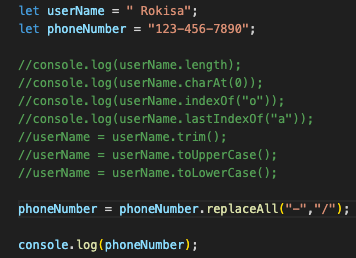 let userName = " Rokisa";
let phoneNumber = "123-456-7890";
//console.log(userName.length);
//console.log(userName.charAt(0));
//console.log(userName.indexOf("o"));
//console.log(userName.lastIndexOf("a"));
//userName = userName.trim();
//userName = userName.toUpperCase();
//userName = userName.toLowerCase();
phoneNumber = phoneNumber.replaceAll("-","/");
console.log(phoneNumber);